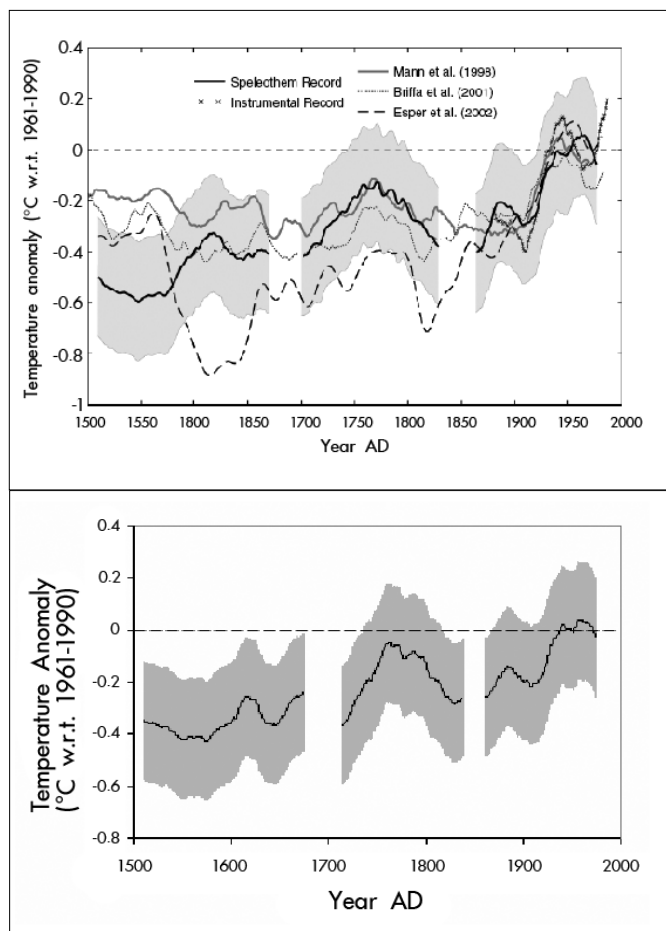 0.4
0.2
0
-0.2
-0.4
-0.6
-0.8
-1
Temperature anomaly (°C w.r.t. 1961-1990)
Speleothem Record
Instrumental Record
Mann et al. (1998)
Briffa et al. (2001)
Esper et al. (2002)
1500 1550 1600 1650 1700 1750 1800 1850 1900 1950 2000
Year AD
0.4
0.2
0
-0.2
-0.4
-0.6
-0.8
Temperature Anomaly
(°C w.r.t. 1961-1990)
1500 1600 1700 1800 1900 2000
Year AD